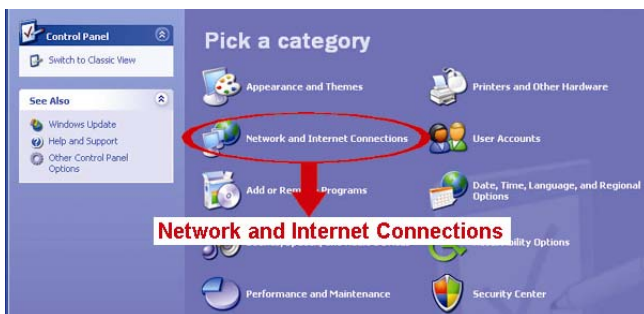 Control Panel
Switch to Classic View
See Also
Windows Update
Help and Support
Other Control Panel
Options
Pick a category
Appearance and Themes
Printers and Other Hardware
Network and Internet Connections
User Accounts
Add or Remove Programs
Date, Time, Language, and Regional
Options
Network and Internet Connections
Options
Performance and Maintenance
Security Center